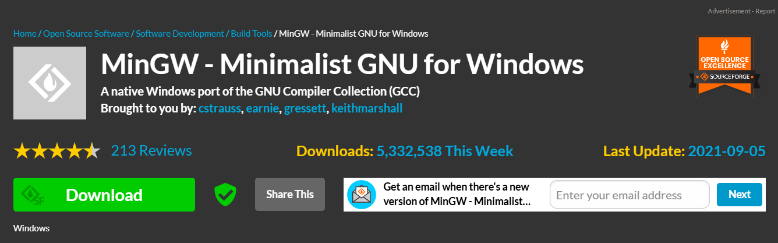 Advertisement - Report
Home / Open Source Software / Software Development / Build Tools / MinGW - Minimalist GNU for Windows
MinGW - Minimalist GNU for Windows
A native Windows port of the GNU Compiler Collection (GCC)
Brought to you by: cstrauss, earnie, gressett, keithmarshall
OPEN SOURCE
EXCELLENCE
SOURCEFORGE
213 Reviews
Downloads: 5,332,538 This Week
Last Update: 2021-09-05
SF
Download
Share This
Get an email when there's a new
version of MinGW - Minimalist...
Enter your email address
Next
Windows